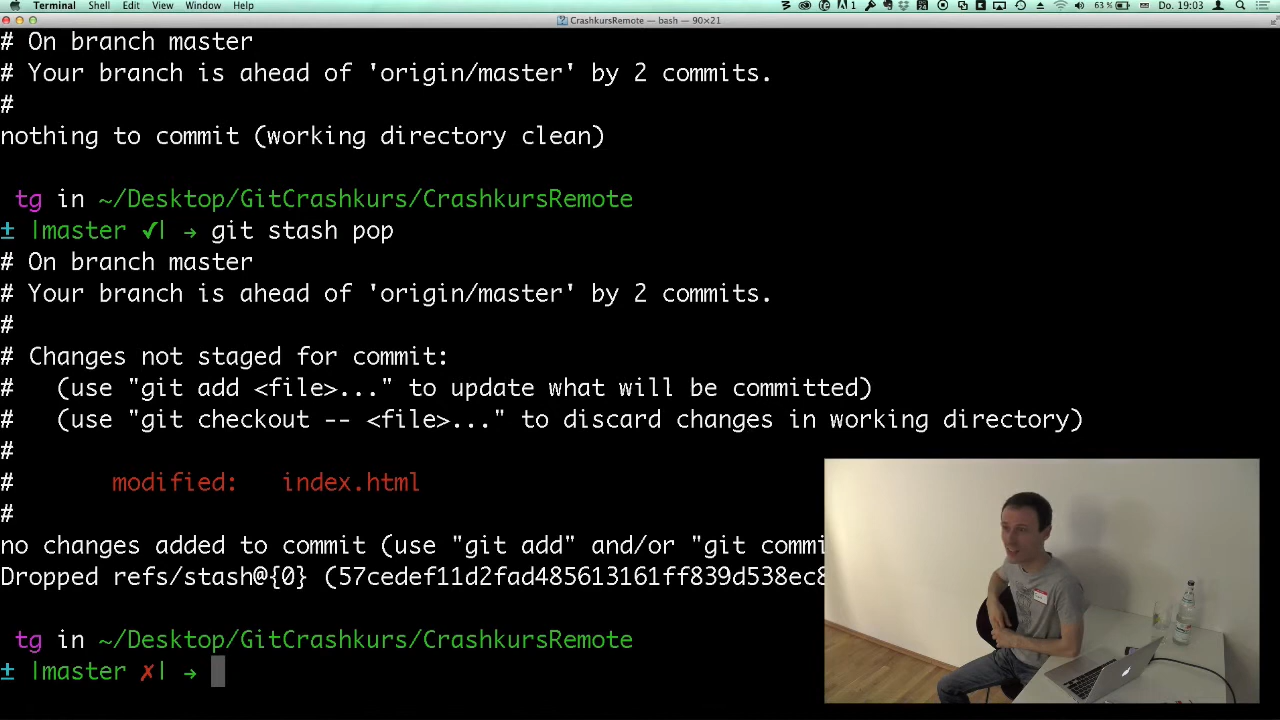 Terminal Shell Edit View Window Help 1 63 % Do. 19:03
CrashkursRemote — bash — 90×21
# On branch master
# Your branch is ahead of 'origin/master' by 2 commits.
#
nothing to commit (working directory clean)
tg in ~/Desktop/GitCrashkurs/CrashkursRemote
± |master ✓| → git stash pop
# On branch master
# Your branch is ahead of 'origin/master' by 2 commits.
#
# Changes not staged for commit:
#   (use "git add <file>..." to update what will be committed)
#   (use "git checkout -- <file>..." to discard changes in working directory)
#
#       modified:   index.html
#
no changes added to commit (use "git add" and/or "git commi
Dropped refs/stash@{0} (57cedef11d2fad485613161ff839d538ec8
tg in ~/Desktop/GitCrashkurs/CrashkursRemote
± |master ✗| →